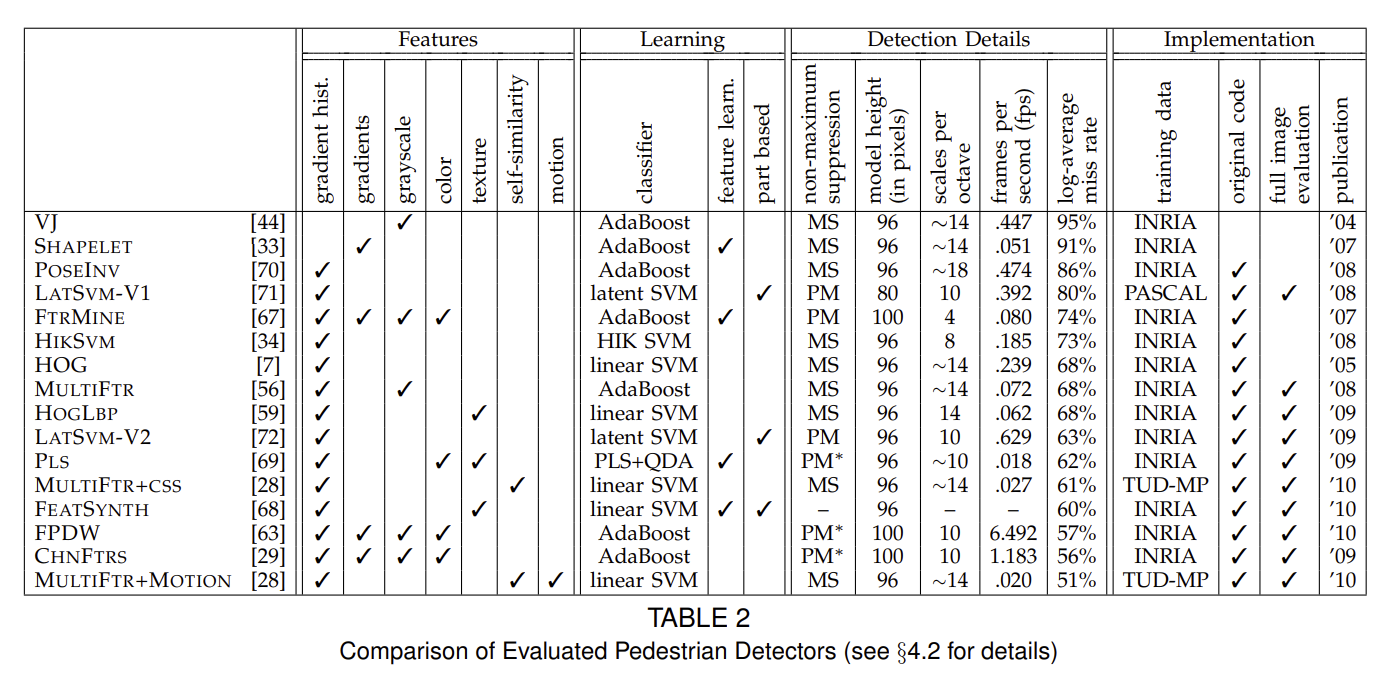 Features Learning Detection Details Implementation
gradient hist. gradients grayscale color texture self-similarity motion classifier feature learn. part based non-maximum suppression model height (in pixels) scales per octave frames per second (fps) log-average miss rate training data original code full image evaluation publication
VJ [44] ✓ AdaBoost MS 96 ∼14 .447 95% INRIA ’04
SHAPELET [33] ✓ AdaBoost ✓ MS 96 ∼14 .051 91% INRIA ’07
POSEINV [70] ✓ AdaBoost MS 96 ∼18 .474 86% INRIA ✓ ’08
LATSVM-V1 [71] ✓ latent SVM ✓ PM 80 10 .392 80% PASCAL ✓ ✓ ’08
FTRMINE [67] ✓ ✓ ✓ ✓ AdaBoost ✓ PM 100 4 .080 74% INRIA ✓ ’07
HIKSVM [34] ✓ HIK SVM MS 96 8 .185 73% INRIA ✓ ’08
HOG [7] ✓ linear SVM MS 96 ∼14 .239 68% INRIA ✓ ’05
MULTIFTR [56] ✓ ✓ AdaBoost MS 96 ∼14 .072 68% INRIA ✓ ✓ ’08
HOGLBP [59] ✓ ✓ linear SVM MS 96 14 .062 68% INRIA ✓ ✓ ’09
LATSVM-V2 [72] ✓ latent SVM ✓ PM 96 10 .629 63% INRIA ✓ ✓ ’09
PLS [69] ✓ ✓ ✓ PLS+QDA ✓ PM* 96 ∼10 .018 62% INRIA ✓ ✓ ’09
MULTIFTR+CSS [28] ✓ ✓ linear SVM MS 96 ∼14 .027 61% TUD-MP ✓ ✓ ’10
FEATSYNTH [68] ✓ ✓ linear SVM ✓ ✓ – 96 – – 60% INRIA ✓ ✓ ’10
FPDW [63] ✓ ✓ ✓ ✓ AdaBoost PM* 100 10 6.492 57% INRIA ✓ ✓ ’10
CHNFTRS [29] ✓ ✓ ✓ ✓ AdaBoost PM* 100 10 1.183 56% INRIA ✓ ✓ ’09
MULTIFTR+MOTION [28] ✓ ✓ ✓ linear SVM MS 96 ∼14 .020 51% TUD-MP ✓ ✓ ’10
TABLE 2
Comparison of Evaluated Pedestrian Detectors (see §4.2 for details)